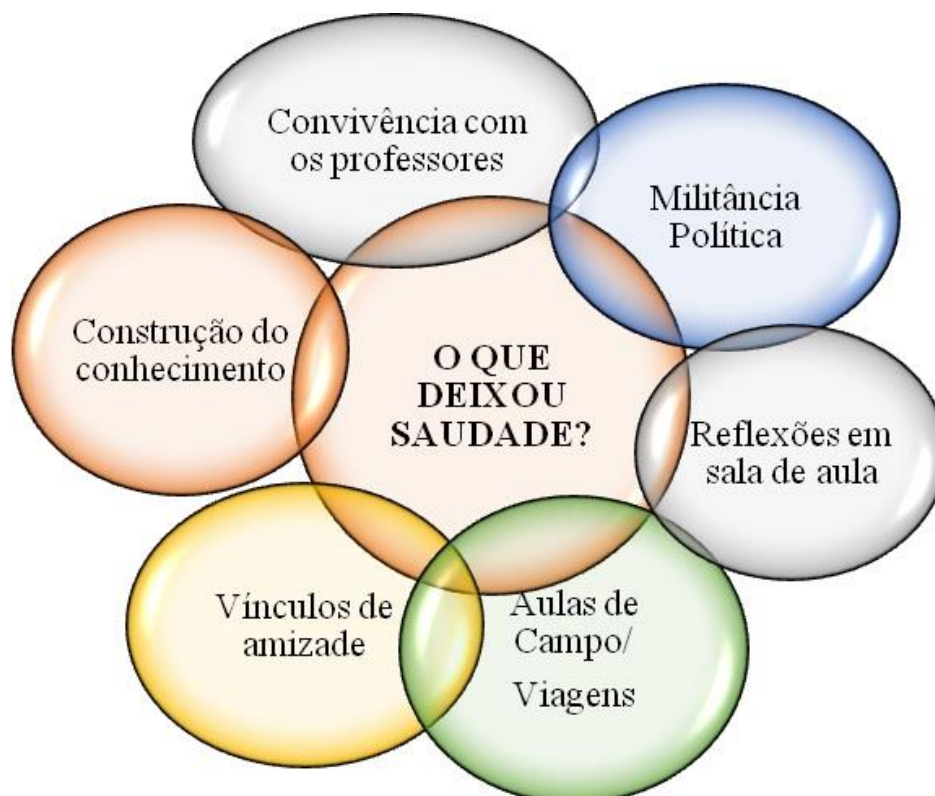 Convivência com
os professores
Militância
Política
Construção do
conhecimento
O QUE
DEIXOU
SAUDADE?
Reflexões em
sala de aula
Vínculos de
amizade
Aulas de
Campo/
Viagens